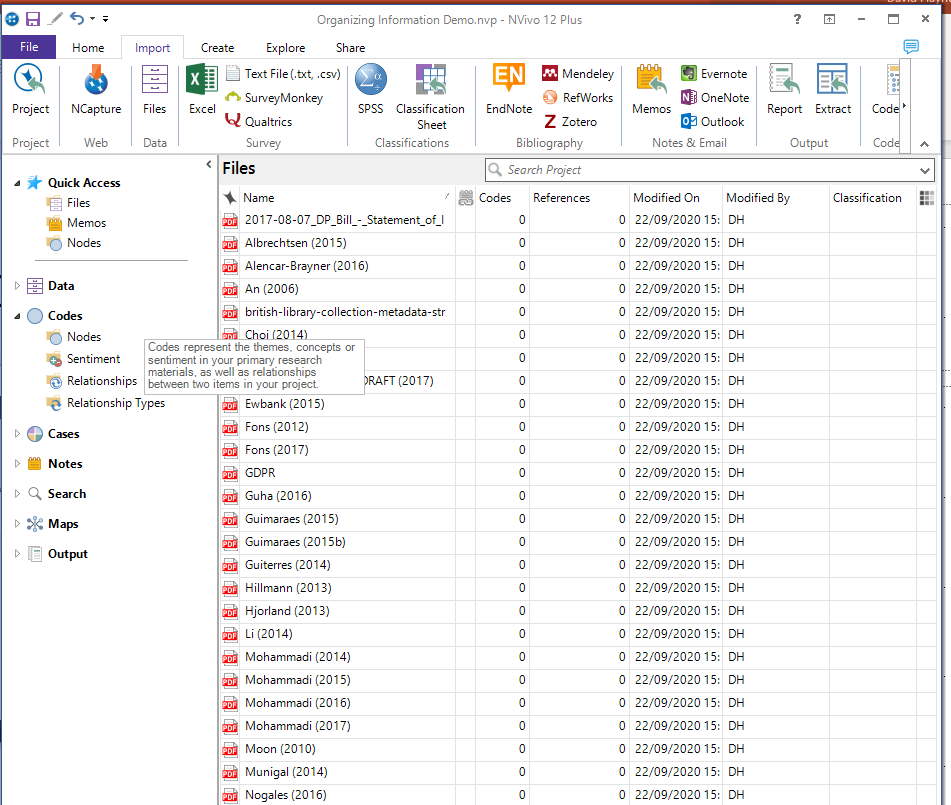 Organizing Information Demo.nvp - NVivo 12 Plus
File Home Import Create Explore Share
Project
NCapture
Files
Excel
Text File (.txt, .csv)
SurveyMonkey
Qualtrics
SPSS
Classification
Sheet
EndNote
Mendeley
RefWorks
Zotero
Memos
Evernote
OneNote
Outlook
Report
Extract
Code
Project Web Data Survey Classifications Bibliography Notes & Email Output Code
Quick Access
Files
Memos
Nodes
Data
Codes
Nodes
Sentiment
Relationships
Relationship Types
Cases
Notes
Search
Maps
Output
Codes represent the themes, concepts or
sentiment in your primary research
materials, as well as relationships
between two items in your project.
Files
Search Project
Name Codes References Modified On Modified By Classification
2017-08-07_DP_Bill_-_Statement_of_I 0 0 22/09/2020 15: DH
Albrechtsen (2015) 0 0 22/09/2020 15: DH
Alencar-Brayner (2016) 0 0 22/09/2020 15: DH
An (2006) 0 0 22/09/2020 15: DH
british-library-collection-metadata-str 0 0 22/09/2020 15: DH
Choi (2014) 0 0 22/09/2020 15: DH
0 0 22/09/2020 15: DH
DRAFT (2017) 0 0 22/09/2020 15: DH
Ewbank (2015) 0 0 22/09/2020 15: DH
Fons (2012) 0 0 22/09/2020 15: DH
Fons (2017) 0 0 22/09/2020 15: DH
GDPR 0 0 22/09/2020 15: DH
Guha (2016) 0 0 22/09/2020 15: DH
Guimaraes (2015) 0 0 22/09/2020 15: DH
Guimaraes (2015b) 0 0 22/09/2020 15: DH
Guiterres (2014) 0 0 22/09/2020 15: DH
Hillmann (2013) 0 0 22/09/2020 15: DH
Hjorland (2013) 0 0 22/09/2020 15: DH
Li (2014) 0 0 22/09/2020 15: DH
Mohammadi (2014) 0 0 22/09/2020 15: DH
Mohammadi (2015) 0 0 22/09/2020 15: DH
Mohammadi (2016) 0 0 22/09/2020 15: DH
Mohammadi (2017) 0 0 22/09/2020 15: DH
Moon (2010) 0 0 22/09/2020 15: DH
Munigal (2014) 0 0 22/09/2020 15: DH
Nogales (2016) 0 0 22/09/2020 15: DH